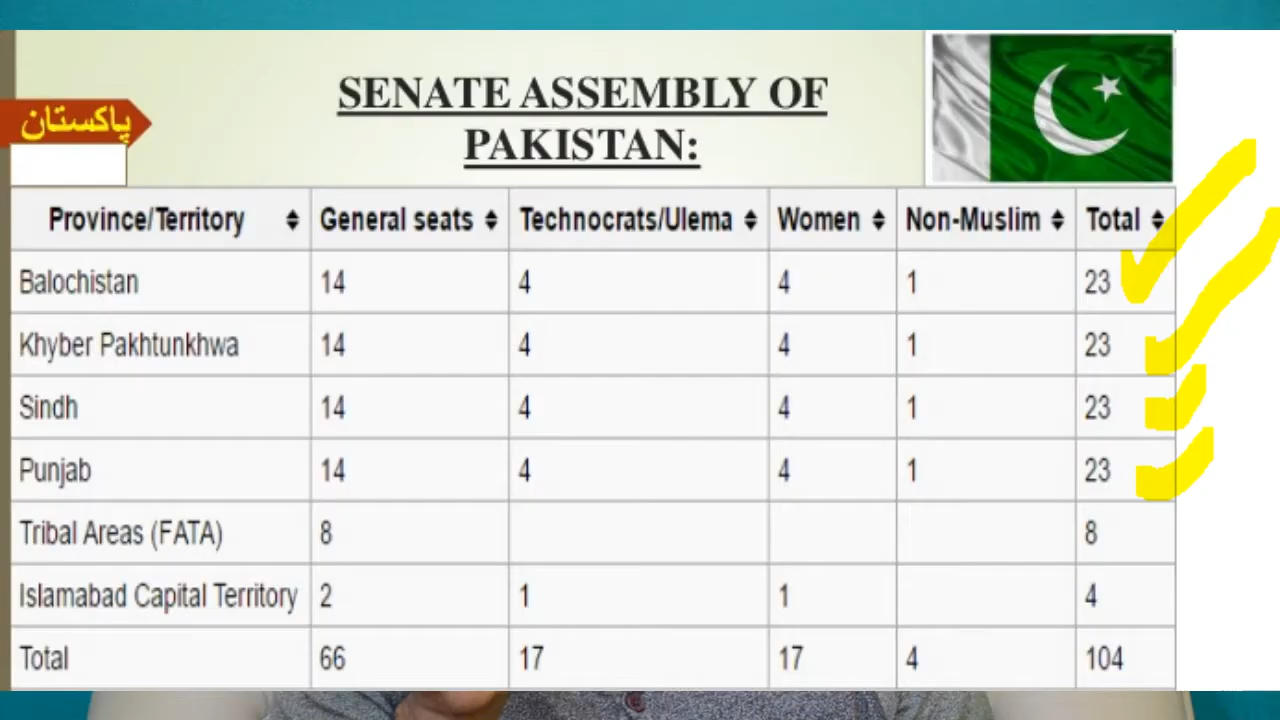 SENATE ASSEMBLY OF
PAKISTAN:
پاکستان
Province/Territory General seats Technocrats/Ulema Women Non-Muslim Total
Balochistan 14 4 4 1 23
Khyber Pakhtunkhwa 14 4 4 1 23
Sindh 14 4 4 1 23
Punjab 14 4 4 1 23
Tribal Areas (FATA) 8 8
Islamabad Capital Territory 2 1 1 4
Total 66 17 17 4 104